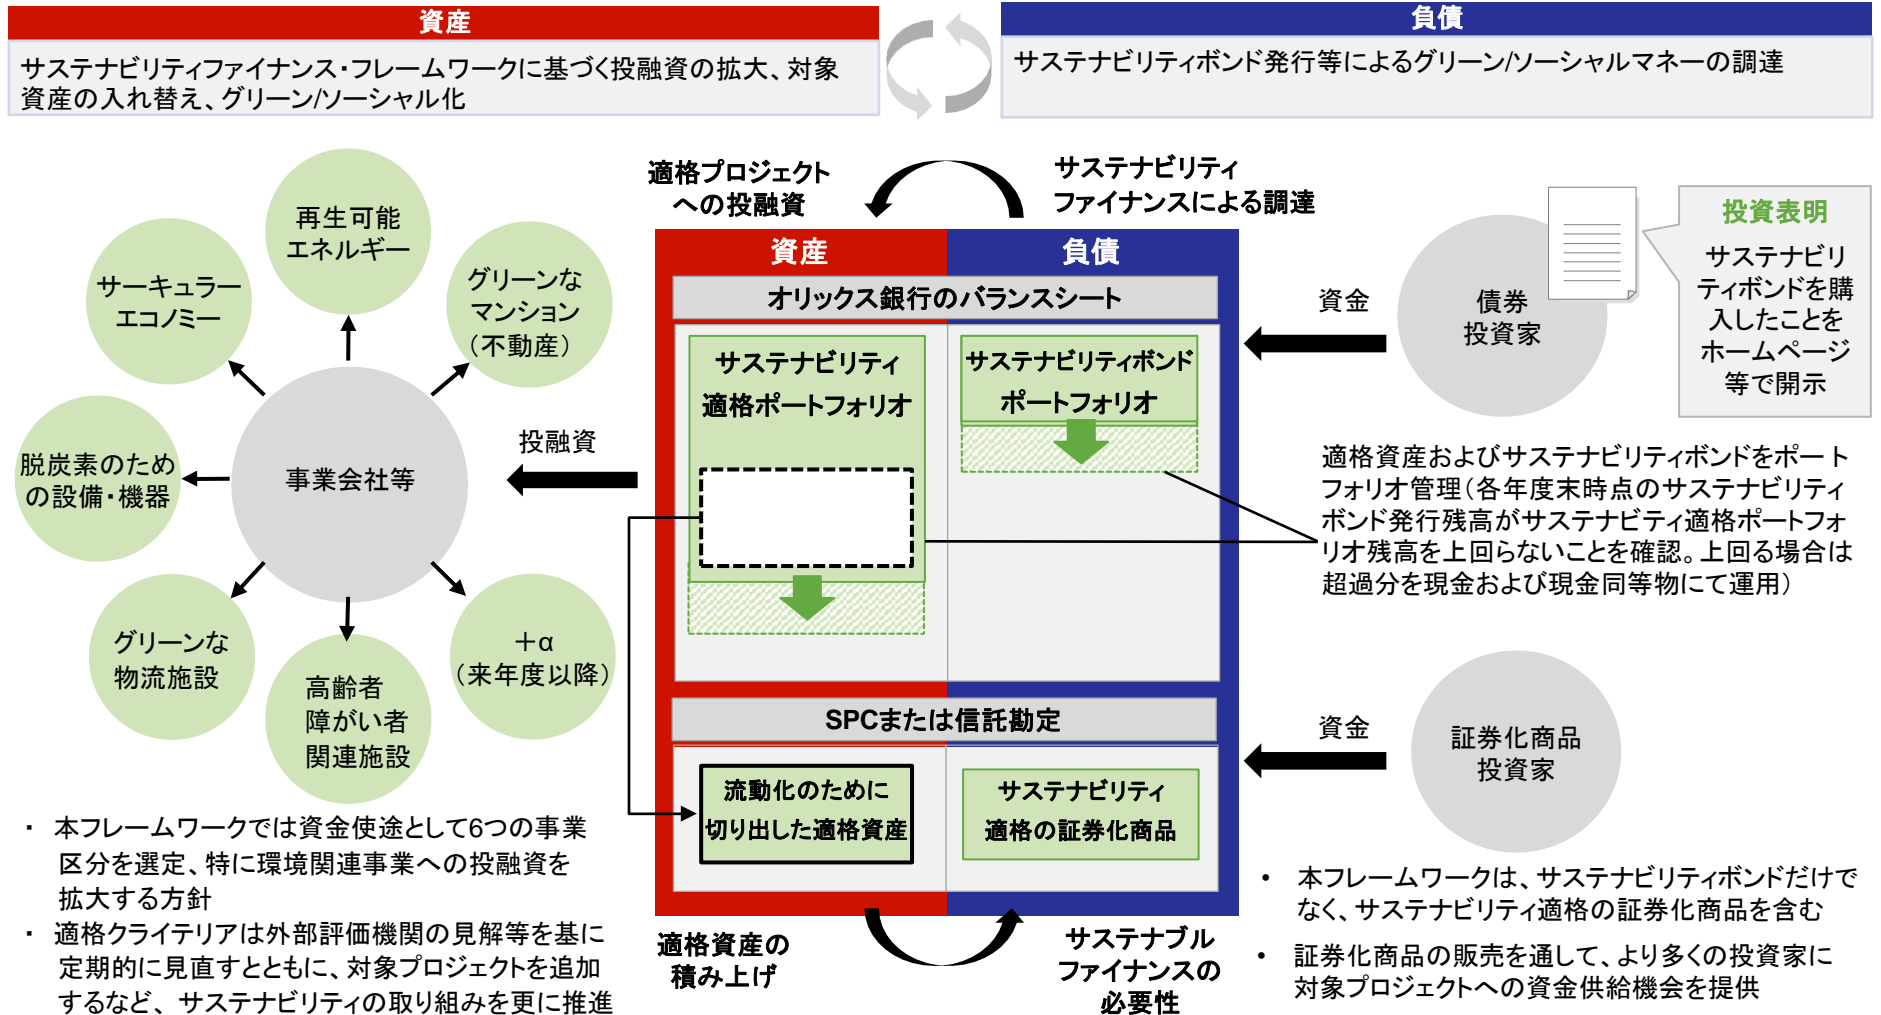 資産
サステナビリティファイナンス・フレームワークに基づく投融資の拡大、対象
資産の入れ替え、グリーン/ソーシャル化
負債
サステナビリティボンド発行等によるグリーン/ソーシャルマネーの調達
再生可能
エネルギー
サーキュラー
エコノミー
グリーンな
マンション
（不動産）
脱炭素のため
の設備・機器
事業会社等
グリーンな
物流施設
高齢者
障がい者
関連施設
＋α
（来年度以降）
投融資
・ 本フレームワークでは資金使途として6つの事業
区分を選定、特に環境関連事業への投融資を
拡大する方針
・ 適格クライテリアは外部評価機関の見解等を基に
定期的に見直すとともに、対象プロジェクトを追加
するなど、サステナビリティの取り組みを更に推進
適格プロジェクト
への投融資
サステナビリティ
ファイナンスによる調達
資産
負債
オリックス銀行のバランスシート
サステナビリティ
適格ポートフォリオ
サステナビリティボンド
ポートフォリオ
SPCまたは信託勘定
流動化のために
切り出した適格資産
サステナビリティ
適格の証券化商品
適格資産の
積み上げ
サステナブル
ファイナンスの
必要性
資金
債券
投資家
投資表明
サステナビリ
ティボンドを購
入したことを
ホームページ
等で開示
適格資産およびサステナビリティボンドをポート
フォリオ管理（各年度末時点のサステナビリティ
ボンド発行残高がサステナビティ適格ポートフォ
リオ残高を上回らないことを確認。上回る場合は
超過分を現金および現金同等物にて運用）
資金
証券化商品
投資家
• 本フレームワークは、サステナビリティボンドだけで
なく、サステナビリティ適格の証券化商品を含む
• 証券化商品の販売を通して、より多くの投資家に
対象プロジェクトへの資金供給機会を提供